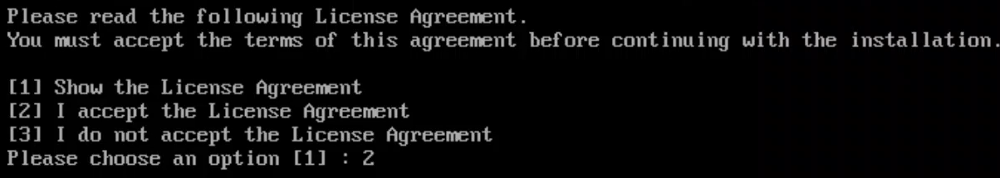 Please read the following License Agreement.
You must accept the terms of this agreement before continuing with the installation.
[1] Show the License Agreement
[2] I accept the License Agreement
[3] I do not accept the License Agreement
Please choose an option [1] : 2